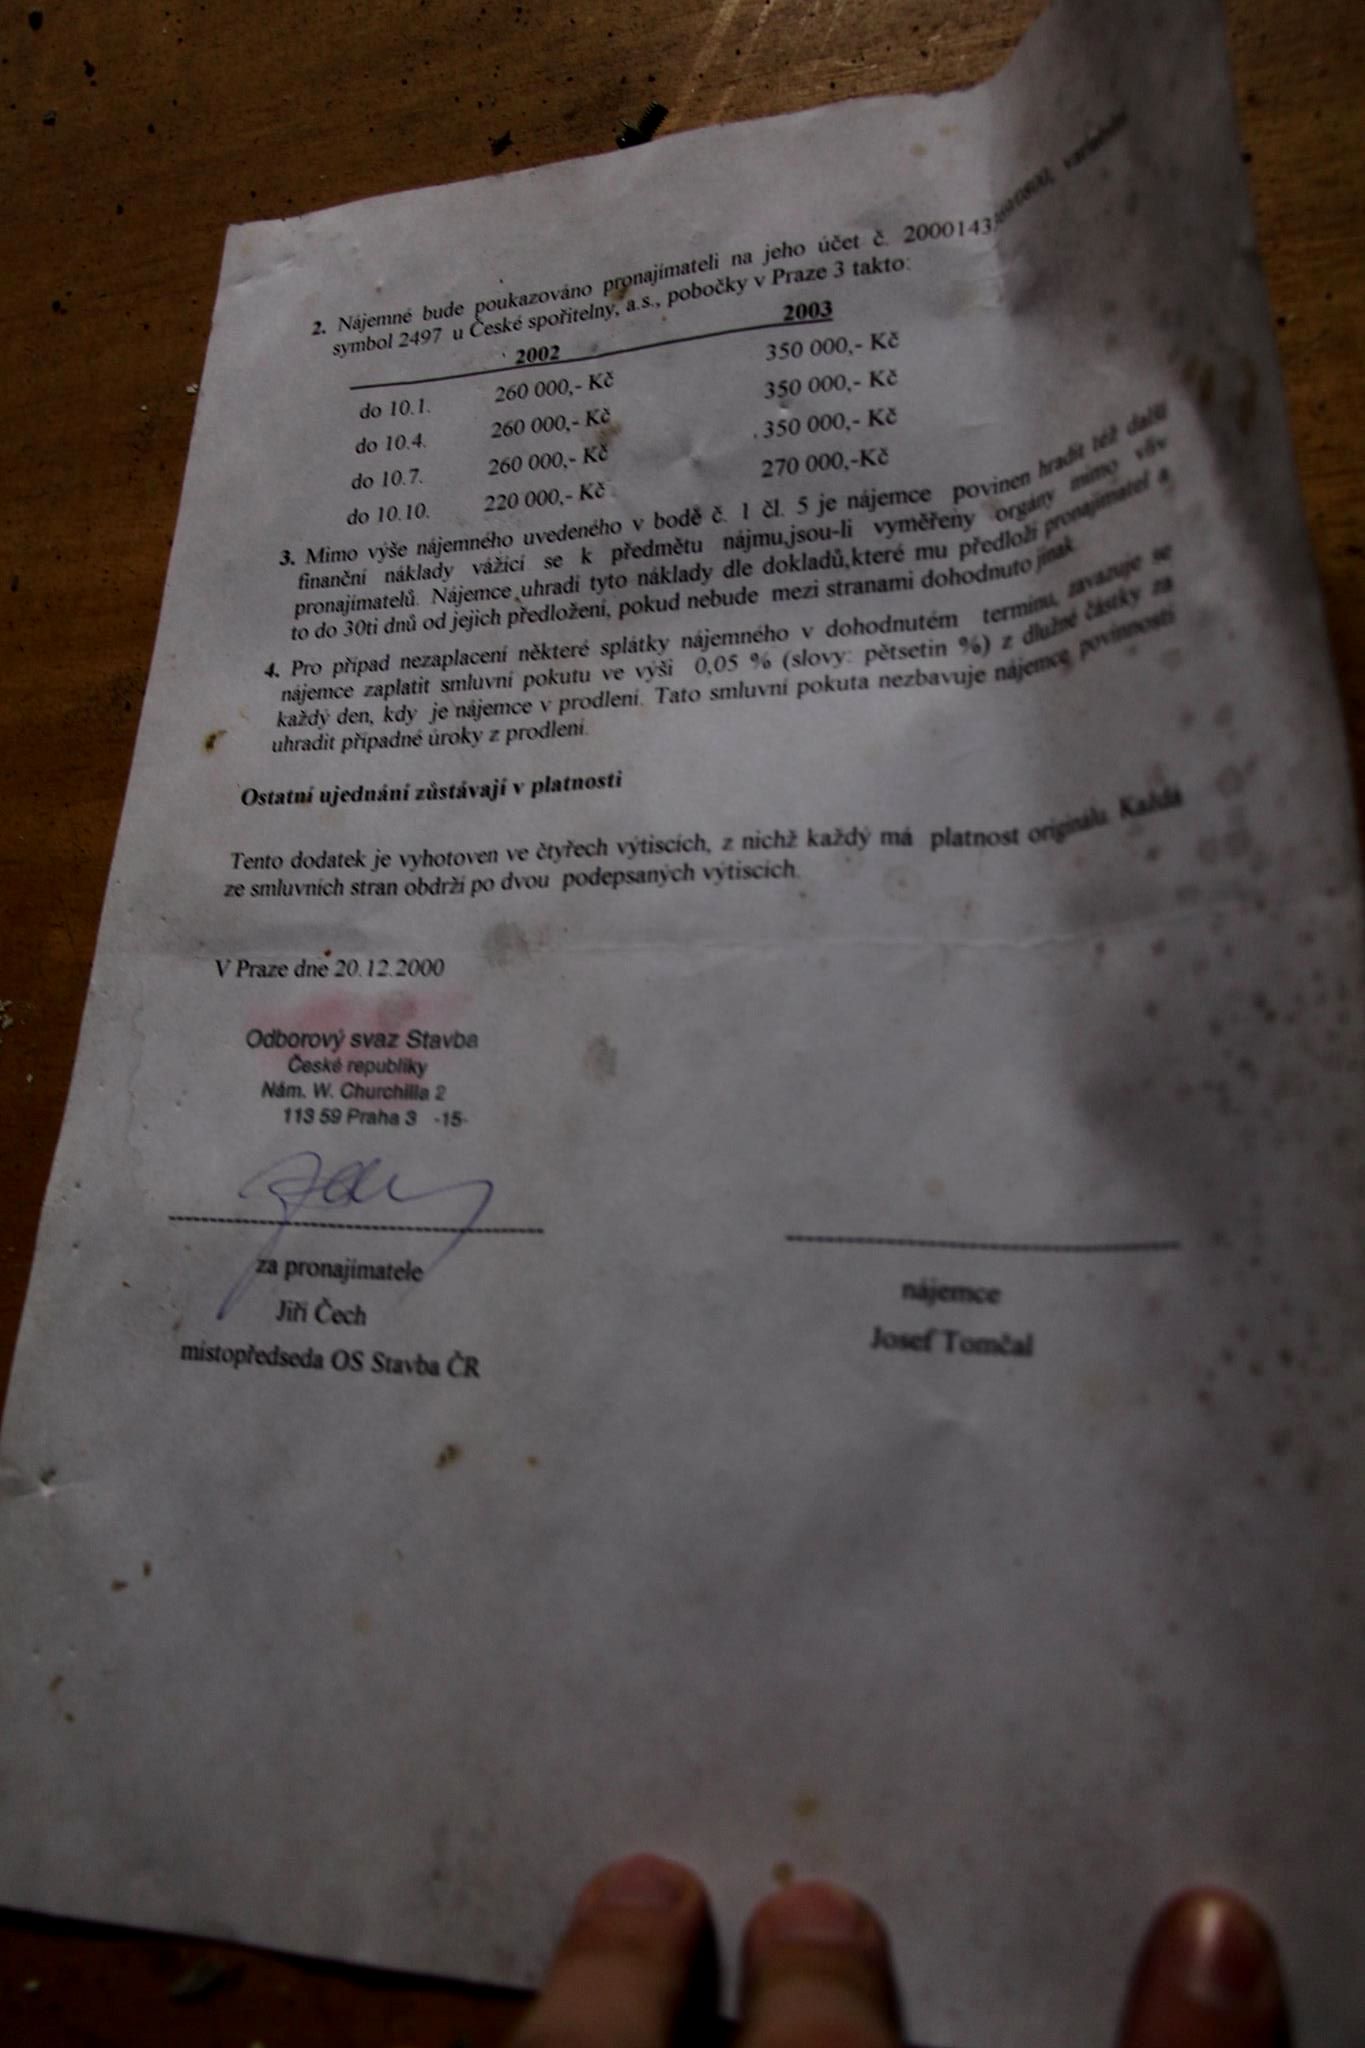 2. Nájemné bude poukazováno pronajímateli na jeho účet č. 2000143 variabilní
symbol 2497 u České spořitelny, a.s., pobočky v Praze 3 takto:
2002 2003
do 10.1. 260 000,- Kč 350 000,- Kč
do 10.4. 260 000,- Kč 350 000,- Kč
do 10.7. 260 000,- Kč 350 000,- Kč
do 10.10. 220 000,- Kč 270 000,-Kč
3. Mimo výše nájemného uvedeného v bodě č. 1 čl. 5 je nájemce povinen hradit též další
finanční náklady vážící se k předmětu nájmu,jsou-li vyměřeny orgány mimo vliv
pronajímatelů. Nájemce uhradí tyto náklady dle dokladů,které mu předloží pronajímatel a
to do 30ti dnů od jejich předložení, pokud nebude mezi stranami dohodnuto jinak.
4. Pro případ nezaplacení některé splátky nájemného v dohodnutém termínu, zavazuje se
nájemce zaplatit smluvní pokutu ve výši 0,05 % (slovy: pětsetin %) z dlužné částky za
každý den, kdy je nájemce v prodlení. Tato smluvní pokuta nezbavuje nájemce povinnosti
uhradit případné úroky z prodlení.
Ostatní ujednání zůstávají v platnosti
Tento dodatek je vyhotoven ve čtyřech výtiscích, z nichž každý má platnost originálu. Každá
ze smluvních stran obdrží po dvou podepsaných výtiscích.
V Praze dne 20.12.2000
Odborový svaz Stavba
České republiky
Nám. W. Churchilla 2
113 59 Praha 3 -15-
za pronajímatele nájemce
Jiří Čech Josef Tomčal
místopředseda OS Stavba ČR